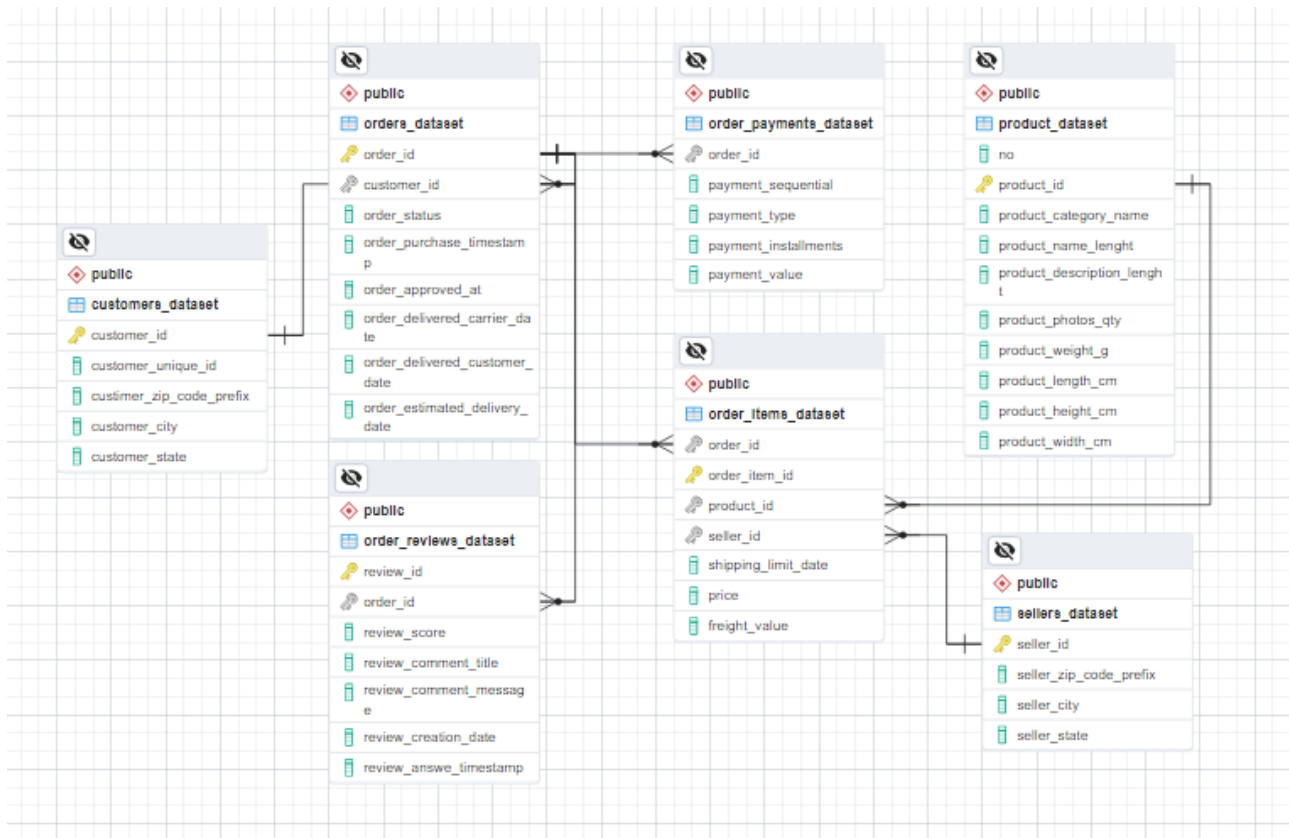 public
orders_dataset
order_id
customer_id
order_status
order_purchase_timestam
p
order_approved_at
order_delivered_carrier_da
te
order_delivered_customer_
date
order_estimated_delivery_
date
public
order_payments_dataset
order_id
payment_sequential
payment_type
payment_installments
payment_value
public
product_dataset
no
product_id
product_category_name
product_name_lenght
product_description_lengh
t
product_photos_qty
product_weight_g
product_length_cm
product_height_cm
product_width_cm
public
customers_dataset
customer_id
customer_unique_id
custimer_zip_code_prefix
customer_city
customer_state
public
order_items_dataset
order_id
order_item_id
product_id
seller_id
shipping_limit_date
price
freight_value
public
order_reviews_dataset
review_id
order_id
review_score
review_comment_title
review_comment_messag
e
review_creation_date
review_answe_timestamp
public
sellers_dataset
seller_id
seller_zip_code_prefix
seller_city
seller_state